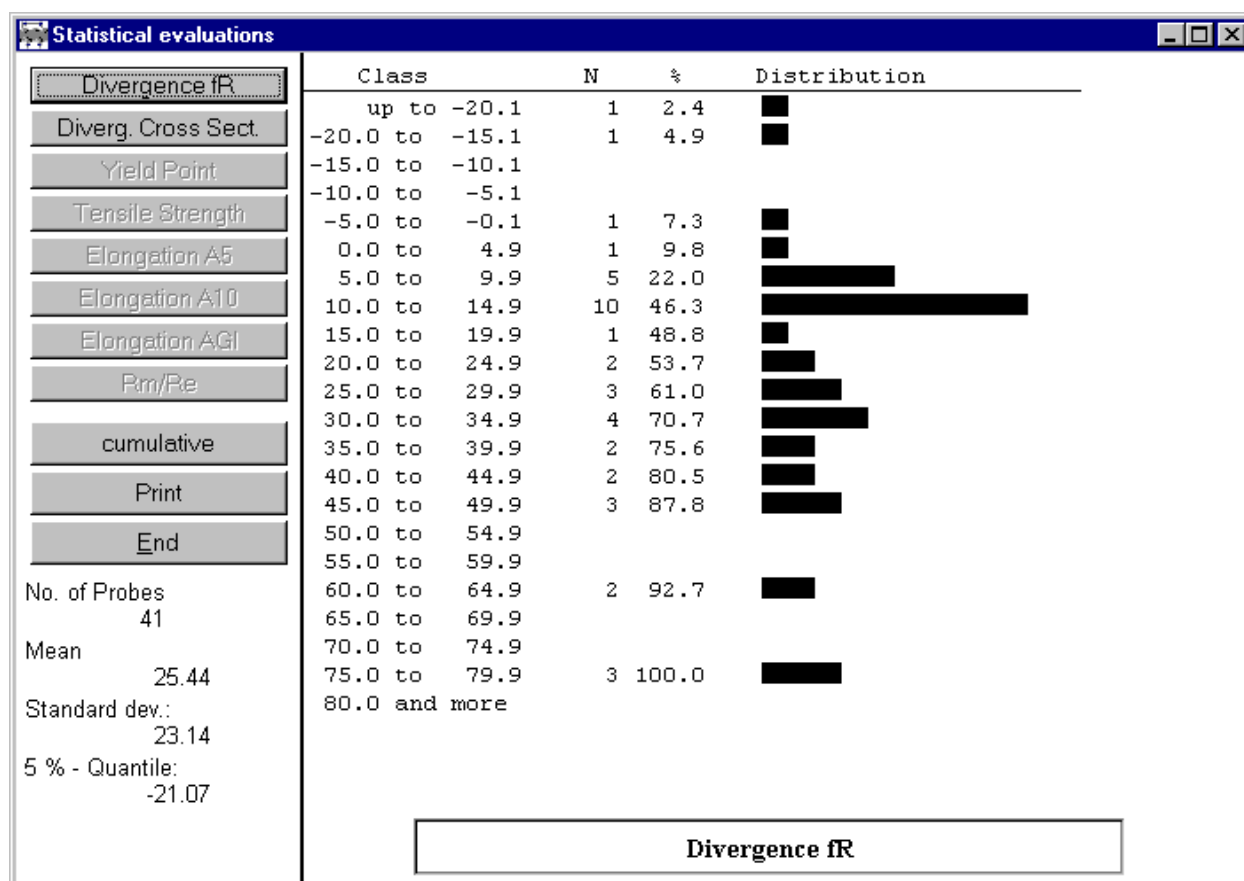 Statistical evaluations
Divergence fR
Diverg. Cross Sect.
Yield Point
Tensile Strength
Elongation A5
Elongation A10
Elongation AGl
Rm/Re
cumulative
Print
End
No. of Probes
41
Mean
25.44
Standard dev.:
23.14
5 % - Quantile:
-21.07
Class N % Distribution
up to -20.1 1 2.4
-20.0 to -15.1 1 4.9
-15.0 to -10.1
-10.0 to -5.1
-5.0 to -0.1 1 7.3
0.0 to 4.9 1 9.8
5.0 to 9.9 5 22.0
10.0 to 14.9 10 46.3
15.0 to 19.9 1 48.8
20.0 to 24.9 2 53.7
25.0 to 29.9 3 61.0
30.0 to 34.9 4 70.7
35.0 to 39.9 2 75.6
40.0 to 44.9 2 80.5
45.0 to 49.9 3 87.8
50.0 to 54.9
55.0 to 59.9
60.0 to 64.9 2 92.7
65.0 to 69.9
70.0 to 74.9
75.0 to 79.9 3 100.0
80.0 and more
Divergence fR